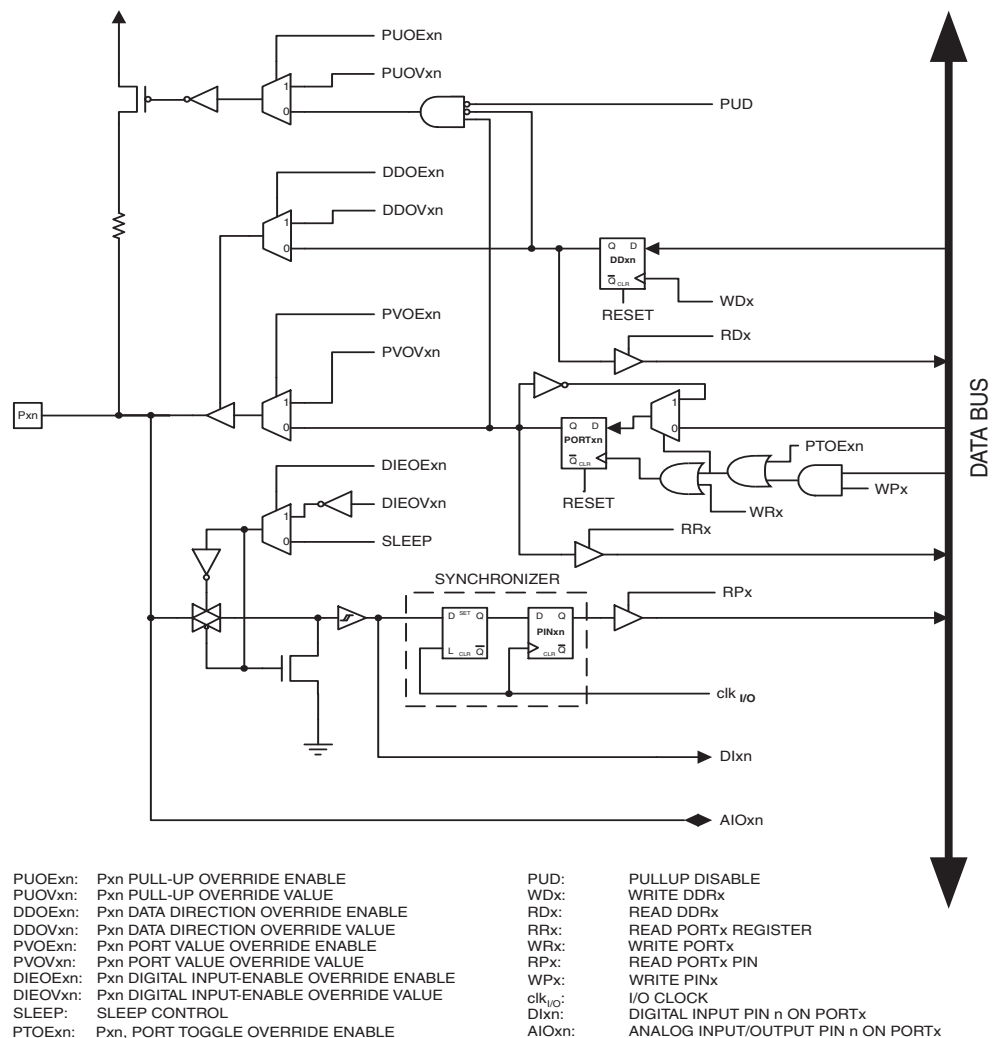 PUOExn
PUOVxn
1
0
PUD
DDOExn
DDOVxn
1
0
Q D
DDxn
Q CLR
RESET
WDx
RDx
PVOExn
PVOVxn
1
0
Pxn
1
0
Q D
PORTxn
Q CLR
RESET
PTOExn
WPx
WRx
RRx
DATA BUS
DIEOExn
DIEOVxn
1
0
SLEEP
SYNCHRONIZER
D SET Q
L CLR Q
D Q
PINxn
CLR Q
RPx
clk I/O
DIxn
AIOxn
PUOExn: Pxn PULL-UP OVERRIDE ENABLE
PUOVxn: Pxn PULL-UP OVERRIDE VALUE
DDOExn: Pxn DATA DIRECTION OVERRIDE ENABLE
DDOVxn: Pxn DATA DIRECTION OVERRIDE VALUE
PVOExn: Pxn PORT VALUE OVERRIDE ENABLE
PVOVxn: Pxn PORT VALUE OVERRIDE VALUE
DIEOExn: Pxn DIGITAL INPUT-ENABLE OVERRIDE ENABLE
DIEOVxn: Pxn DIGITAL INPUT-ENABLE OVERRIDE VALUE
SLEEP: SLEEP CONTROL
PTOExn: Pxn, PORT TOGGLE OVERRIDE ENABLE
PUD: PULLUP DISABLE
WDx: WRITE DDRx
RDx: READ DDRx
RRx: READ PORTx REGISTER
WRx: WRITE PORTx
RPx: READ PORTx PIN
WPx: WRITE PINx
clkI/O: I/O CLOCK
DIxn: DIGITAL INPUT PIN n ON PORTx
AIOxn: ANALOG INPUT/OUTPUT PIN n ON PORTx